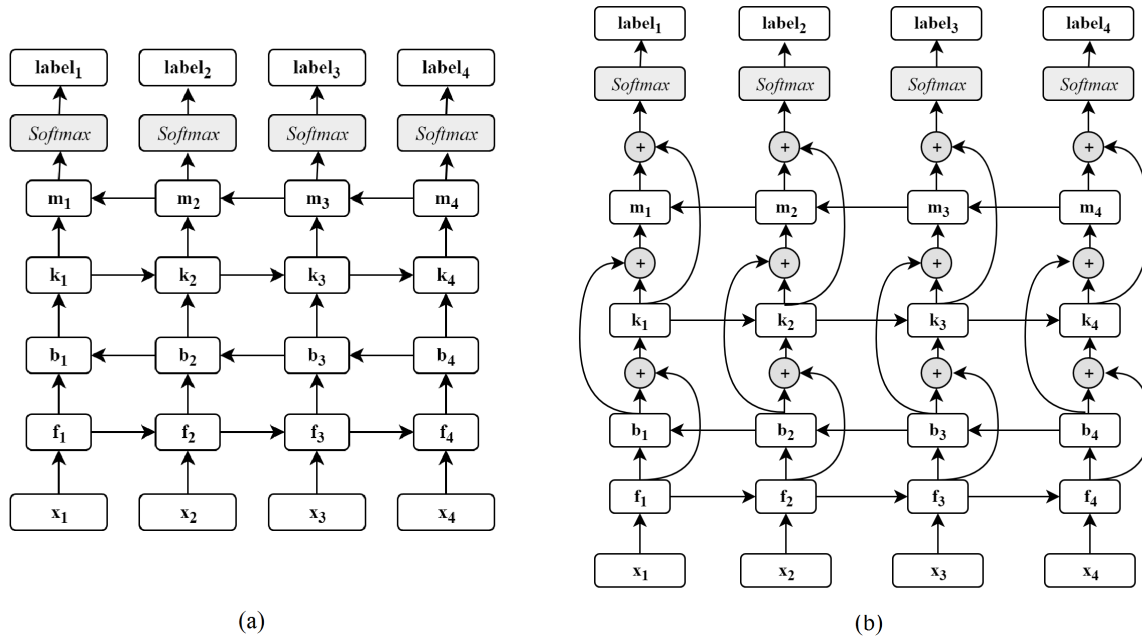 label1 label2 label3 label4
Softmax Softmax Softmax Softmax
m1 m2 m3 m4
k1 k2 k3 k4
b1 b2 b3 b4
f1 f2 f3 f4
x1 x2 x3 x4
(a)
label1 label2 label3 label4
Softmax Softmax Softmax Softmax
+ + + +
m1 m2 m3 m4
+ + + +
k1 k2 k3 k4
+ + + +
b1 b2 b3 b4
f1 f2 f3 f4
x1 x2 x3 x4
(b)